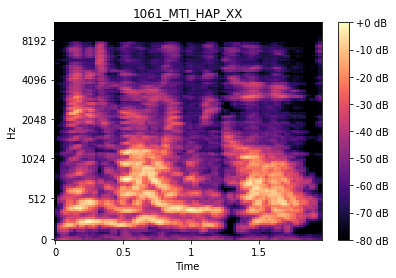 1061_MTI_HAP_XX
+0 dB
8192
-10 dB
4096
-20 dB
-30 dB
2048
Hz
-40 dB
1024
-50 dB
512
-60 dB
-70 dB
0
-80 dB
0
0.5
1
1.5
Time